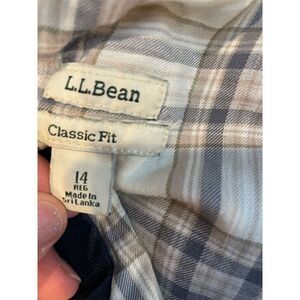 L.L.Bean
Classic Fit
14
REG
Made in
Sri Lanka